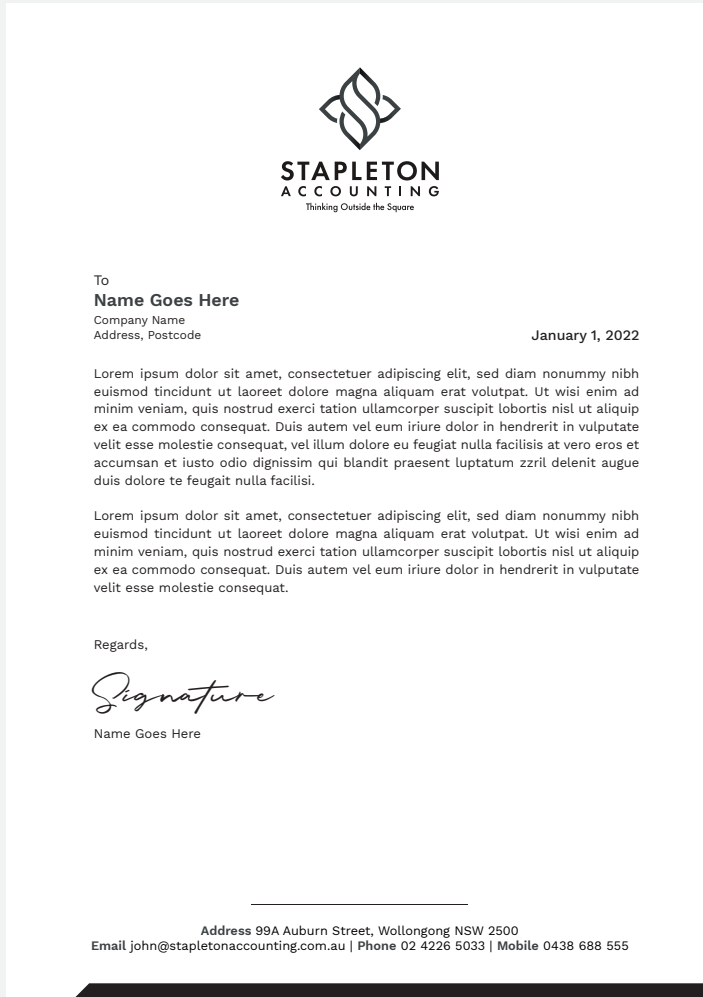 STAPLETON
ACCOUNTING
Thinking Outside the Square
To
Name Goes Here
Company Name
Address, Postcode
January 1, 2022
Lorem ipsum dolor sit amet, consectetuer adipiscing elit, sed diam nonummy nibh
euismod tincidunt ut laoreet dolore magna aliquam erat volutpat. Ut wisi enim ad
minim veniam, quis nostrud exerci tation ullamcorper suscipit lobortis nisl ut aliquip
ex ea commodo consequat. Duis autem vel eum iriure dolor in hendrerit in vulputate
velit esse molestie consequat, vel illum dolore eu feugiat nulla facilisis at vero eros et
accumsan et iusto odio dignissim qui blandit praesent luptatum zzril delenit augue
duis dolore te feugait nulla facilisi.
Lorem ipsum dolor sit amet, consectetuer adipiscing elit, sed diam nonummy nibh
euismod tincidunt ut laoreet dolore magna aliquam erat volutpat. Ut wisi enim ad
minim veniam, quis nostrud exerci tation ullamcorper suscipit lobortis nisl ut aliquip
ex ea commodo consequat. Duis autem vel eum iriure dolor in hendrerit in vulputate
velit esse molestie consequat.
Regards,
Signature
Name Goes Here
Address 99A Auburn Street, Wollongong NSW 2500
Email john@stapletonaccounting.com.au | Phone 02 4226 5033 | Mobile 0438 688 555